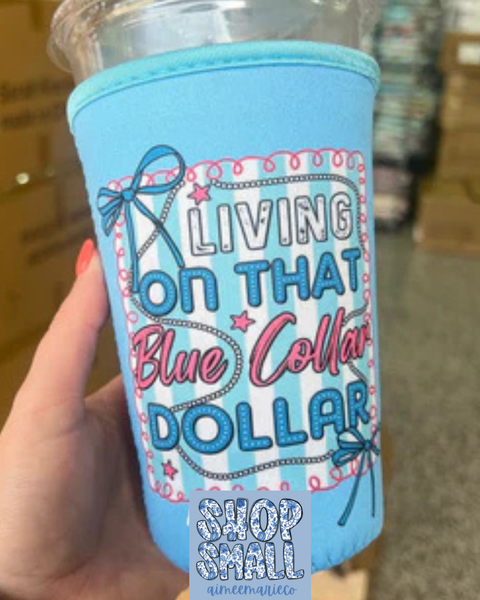 LIVING
on THAT
Blue Collar
DOLLAR
SHOP
SMALL
aimeemarieco